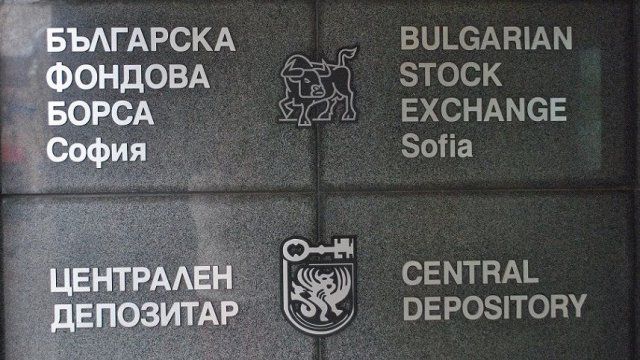 БЪЛГАРСКА
ФОНДОВА
БОРСА
София
BULGARIAN
STOCK
EXCHANGE
Sofia
ЦЕНТРАЛЕН
ДЕПОЗИТАР
CENTRAL
DEPOSITORY